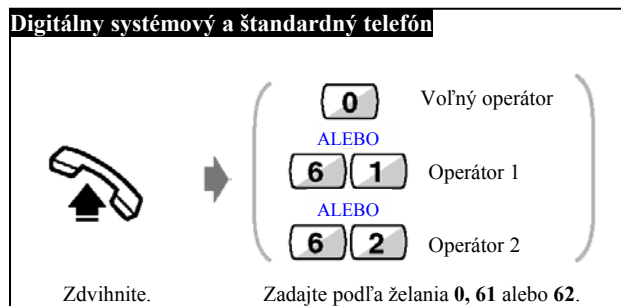 Digitálny systémový a štandardný telefón
0 Voľný operátor
ALEBO
6 1 Operátor 1
ALEBO
6 2 Operátor 2
Zdvihnite. Zadajte podľa želania 0, 61 alebo 62.